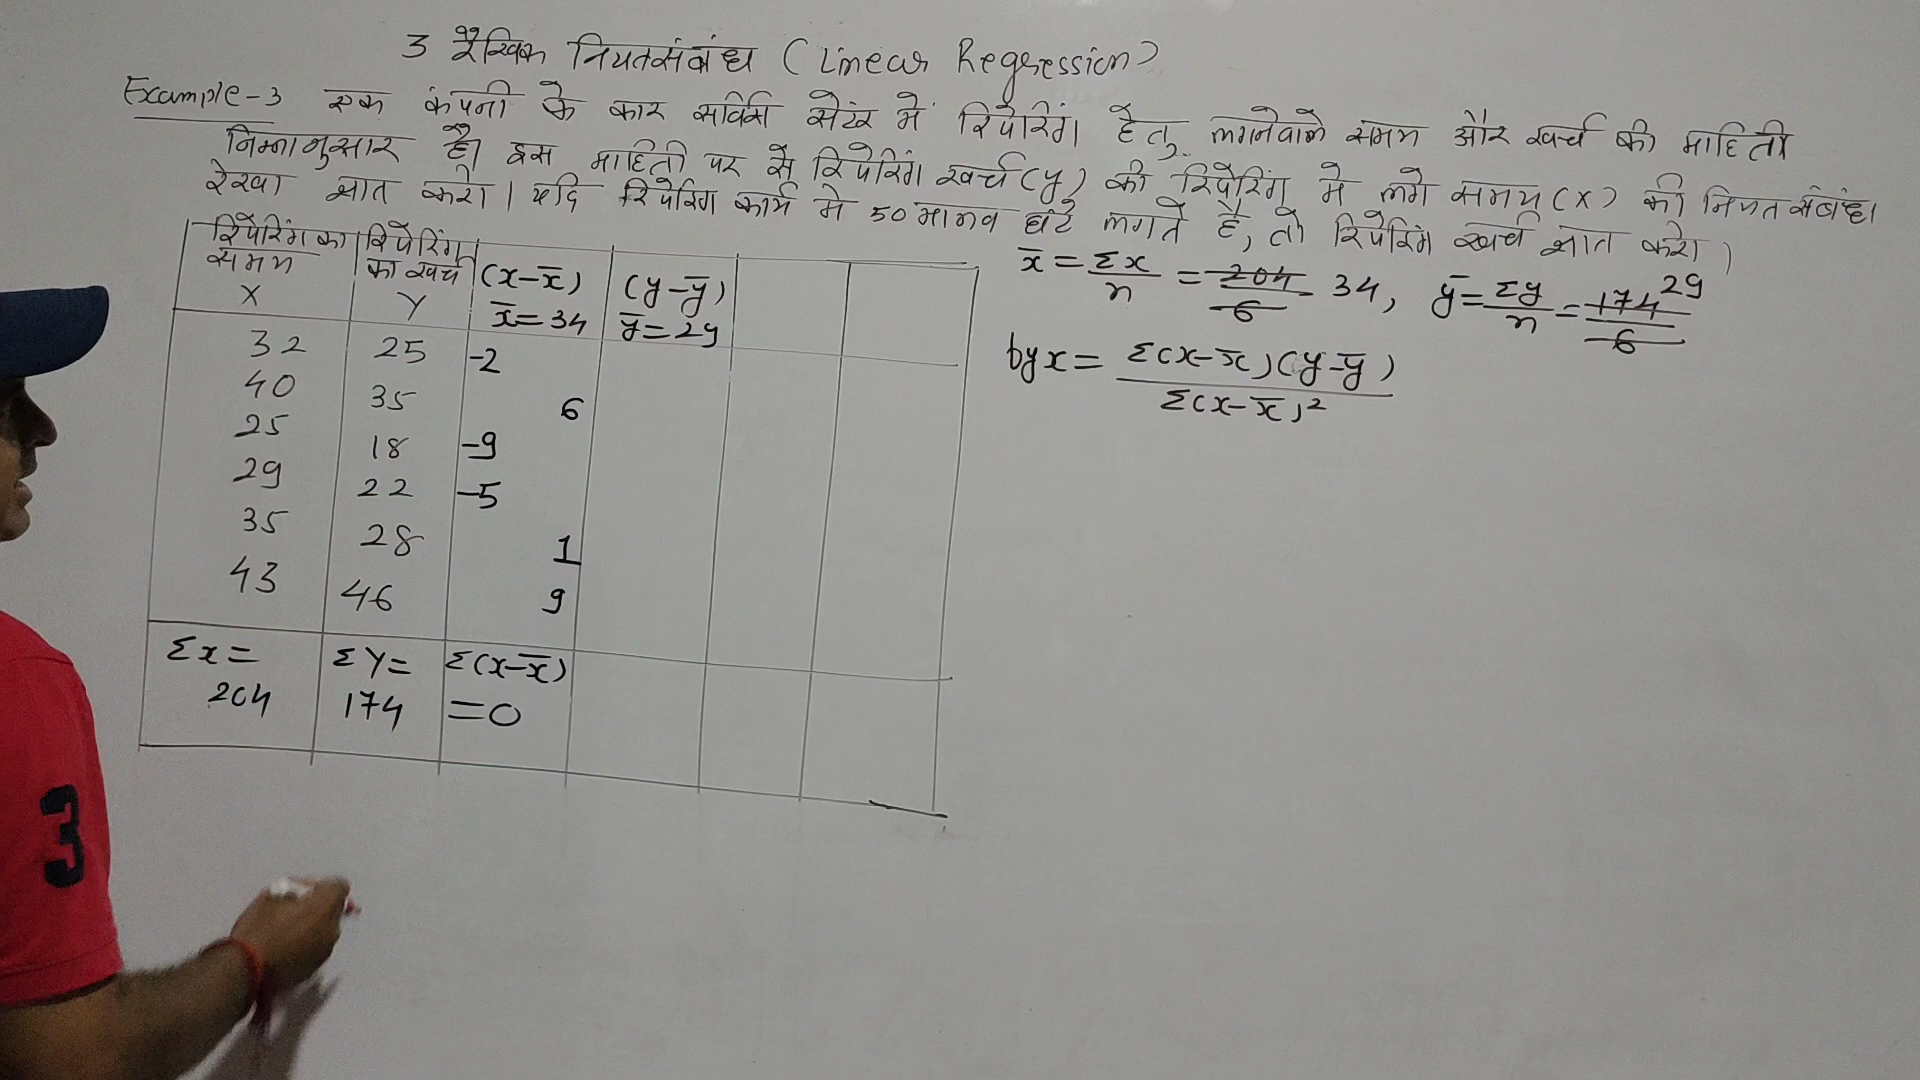 3 रैखिक नियतसंबंध (Linear Regression)
Example-3 एक कंपनी के कार सर्विस सेंटर में रिपेरिंग हेतु लगनेवाले समय और खर्च की माहिती
निम्नानुसार है। इस माहिती पर से रिपेरिंग खर्च (y) की रिपेरिंग मे लगे समय (x) की नियतसंबंध
रेखा ज्ञात करो। यदि रिपेरिंग कार्य मे 50 मानव घंटे लगते है, तो रिपेरिंग खर्च ज्ञात करो।
रिपेरिंग का समय X | रिपेरिंग का खर्च Y | (x-x̅) x̅=34 | (y-y̅) y̅=29
32 25 -2
40 35 6
25 18 -9
29 22 -5
35 28 1
43 46 9
Σx= 204 | ΣY= 174 | Σ(x-x̅) =0
x̅ = Σx/n = 204/6 = 34, y̅ = Σy/n = 174/6 29
byx = Σ(x-x̅)(y-y̅) / Σ(x-x̅)²
3